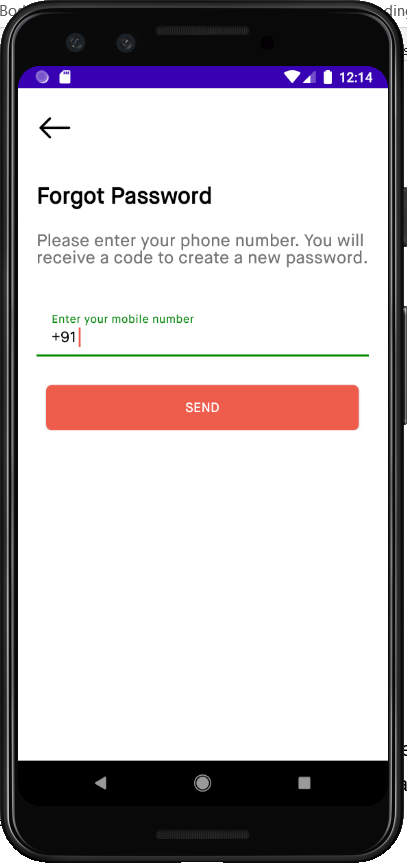 Bo
12:14
Forgot Password
Please enter your phone number. You will
receive a code to create a new password.
Enter your mobile number
+91
SEND